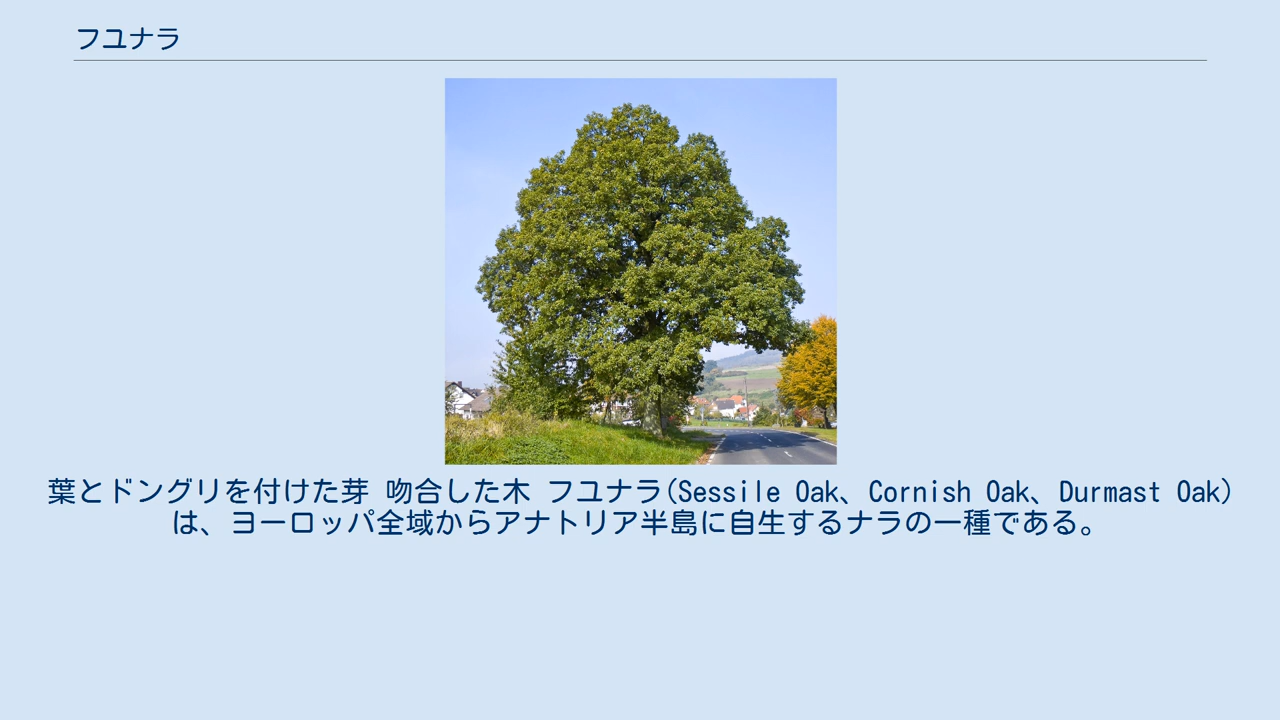 フユナラ
葉とドングリを付けた芽 吻合した木 フユナラ(Sessile Oak、Cornish Oak、Durmast Oak)
は、ヨーロッパ全域からアナトリア半島に自生するナラの一種である。